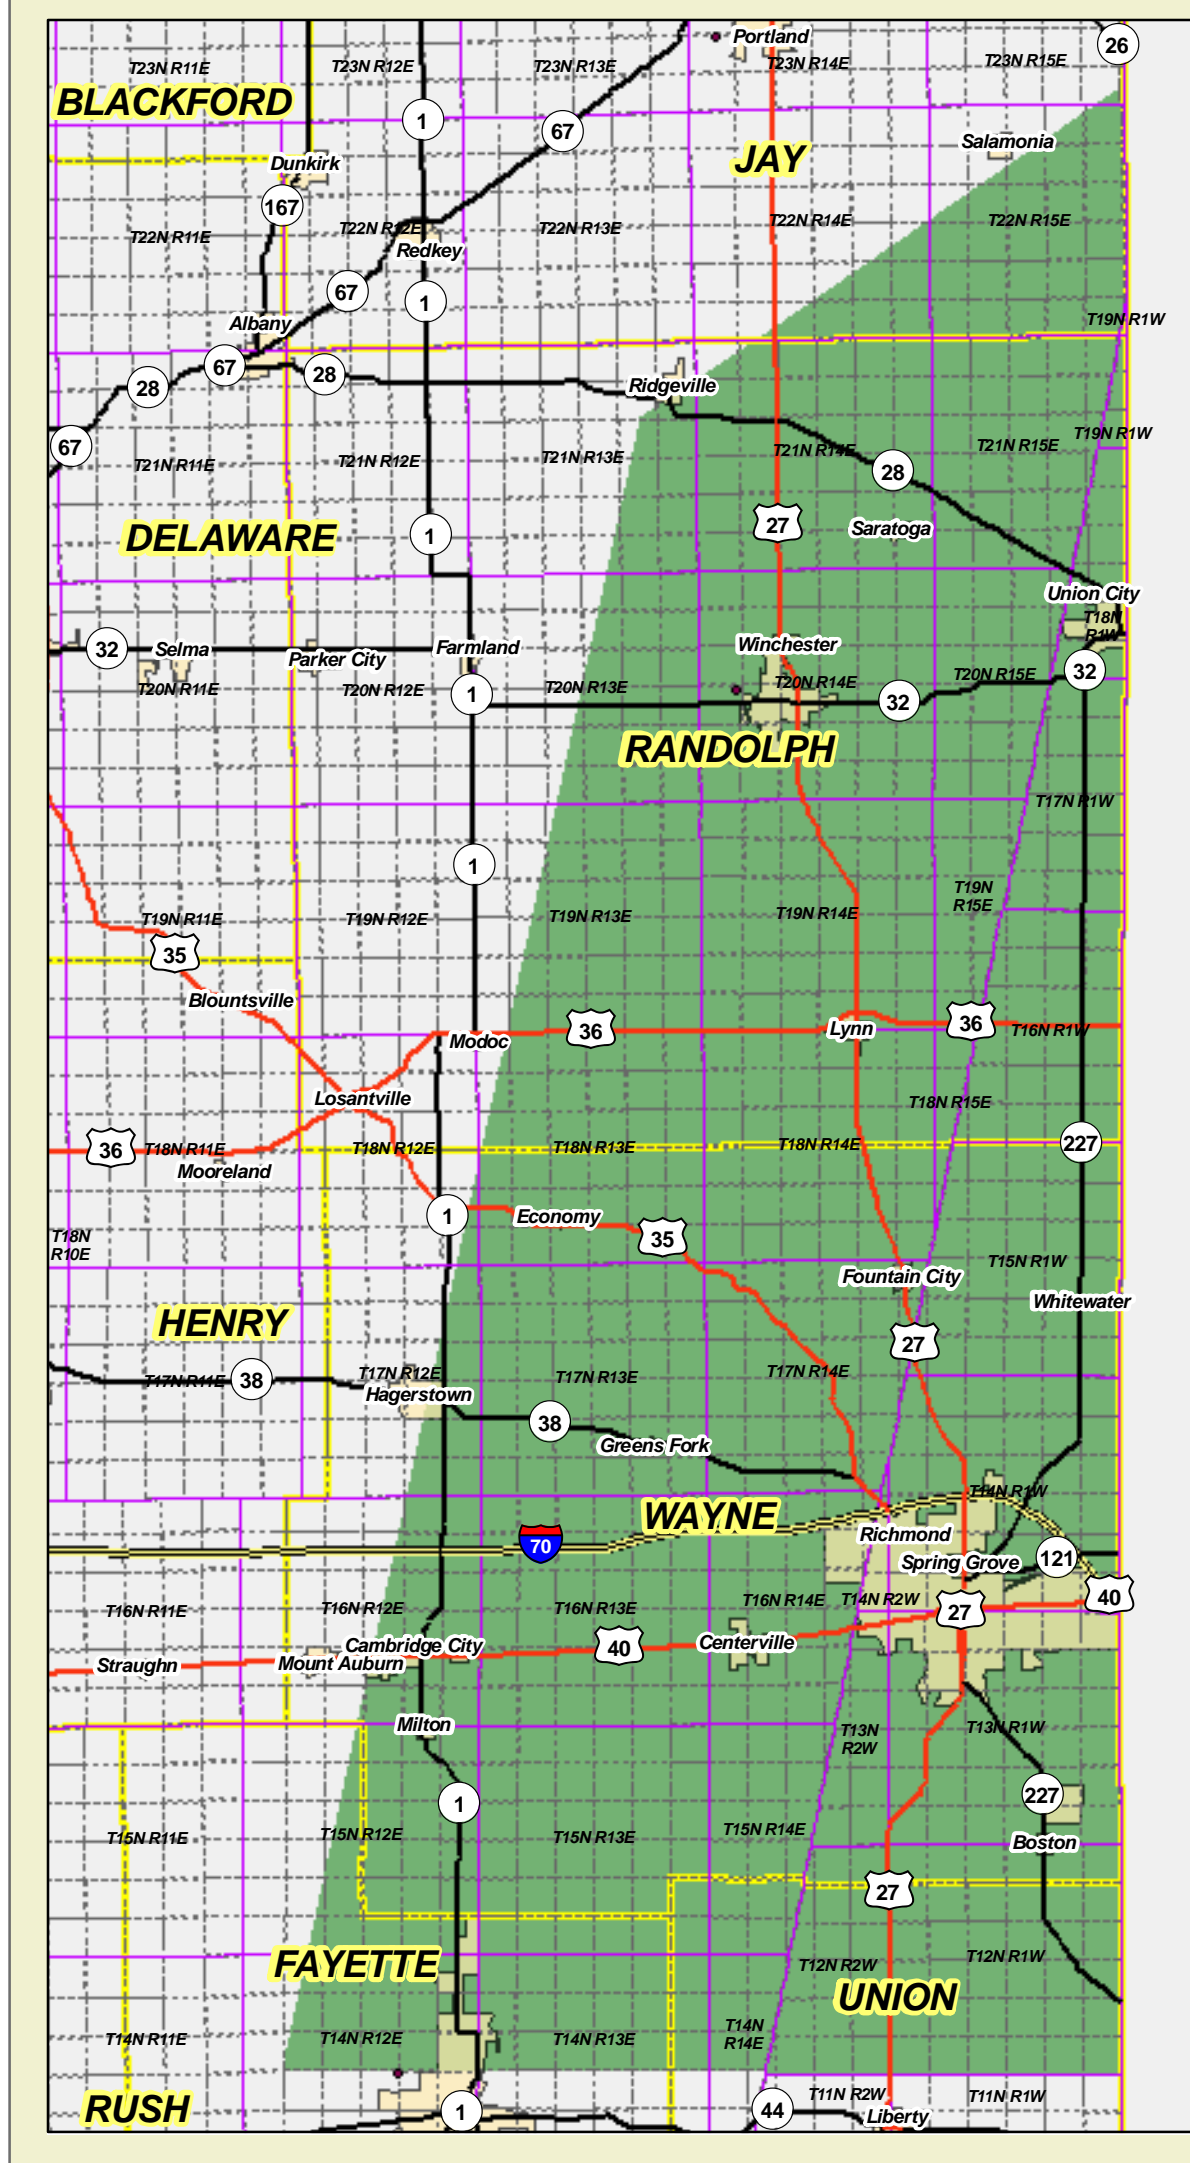 Portland
26
T23N R11E
T23N R12E
T23N R13E
T23N R14E
T23N R15E
BLACKFORD
1
67
JAY
Salamonia
Dunkirk
167
T22N R11E
T22N R12E
T22N R13E
T22N R14E
T22N R15E
Redkey
67
1
Albany
T19N R1W
67
28
28
Ridgeville
67
T21N R11E
T21N R12E
T21N R13E
T21N R14E
T21N R15E
T19N R1W
28
DELAWARE
1
27
Saratoga
Union City
T18N
R1W
32
Selma
Parker City
Farmland
Winchester
T20N R11E
T20N R12E
1
T20N R13E
T20N R14E
32
T20N R15E
32
RANDOLPH
T17N R1W
1
T19N R11E
T19N R12E
T19N R13E
T19N R14E
T19N
R15E
35
Blountsville
Modoc
36
Lynn
36
T16N R1W
Losantville
T18N R15E
36
T18N R11E
T18N R12E
T18N R13E
T18N R14E
227
Mooreland
1
Economy
35
T18N
R10E
T15N R1W
Fountain City
Whitewater
HENRY
27
T17N R11E
38
T17N R12E
T17N R13E
T17N R14E
Hagerstown
38
Greens Fork
T14N R1W
WAYNE
70
Richmond
Spring Grove
121
40
T16N R11E
T16N R12E
T16N R13E
T16N R14E
T14N R2W
27
Cambridge City
40
Centerville
Straughn
Mount Auburn
Milton
T13N
R2W
T13N R1W
1
227
T15N R11E
T15N R12E
T15N R13E
T15N R14E
Boston
27
FAYETTE
T12N R2W
T12N R1W
UNION
T14N R11E
T14N R12E
T14N R13E
T14N
R14E
RUSH
1
44
T11N R2W
T11N R1W
Liberty